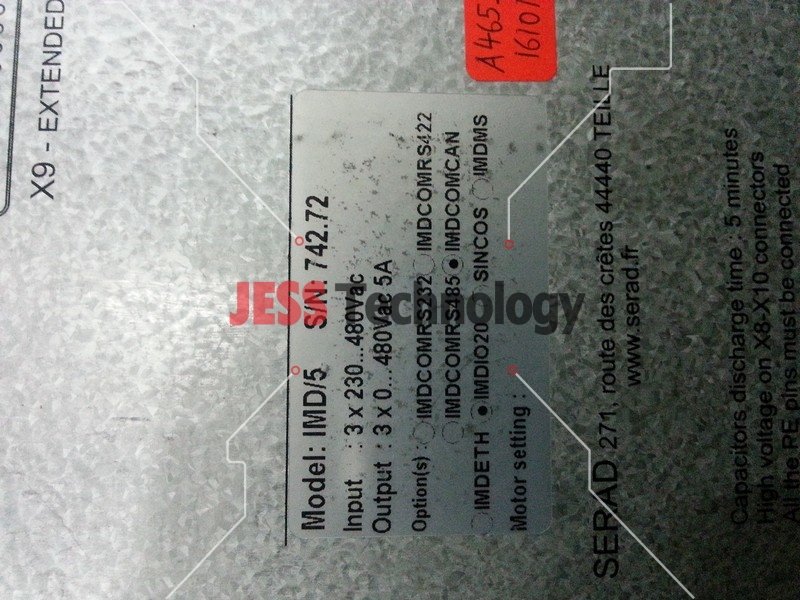 X9 - EXTENDED
A465
16101
Model: IMD/5 S/N: 742.72
Input : 3 x 230...480Vac
Output : 3 x 0...480Vac 5A
Option(s) : IMDCOMRS232 IMDCOMRS422
IMDCOMRS485 IMDCOMCAN
IMDETH IMDIO20 SINCOS IMDMS
Motor setting :
SERAD 271, route des crêtes 44440 TEILLE
www.serad.fr
Capacitors discharge time : 5 minutes
High voltage on X8-X10 connectors
All the PE pins must be connected
JESS Technology